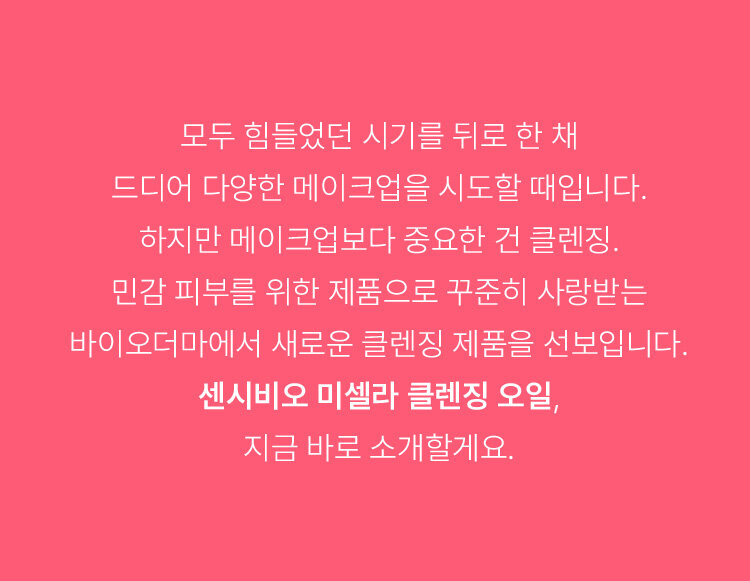 모두 힘들었던 시기를 뒤로 한 채
드디어 다양한 메이크업을 시도할 때입니다.
하지만 메이크업보다 중요한 건 클렌징.
민감 피부를 위한 제품으로 꾸준히 사랑받는
바이오더마에서 새로운 클렌징 제품을 선보입니다.
센시비오 미셀라 클렌징 오일,
지금 바로 소개할게요.